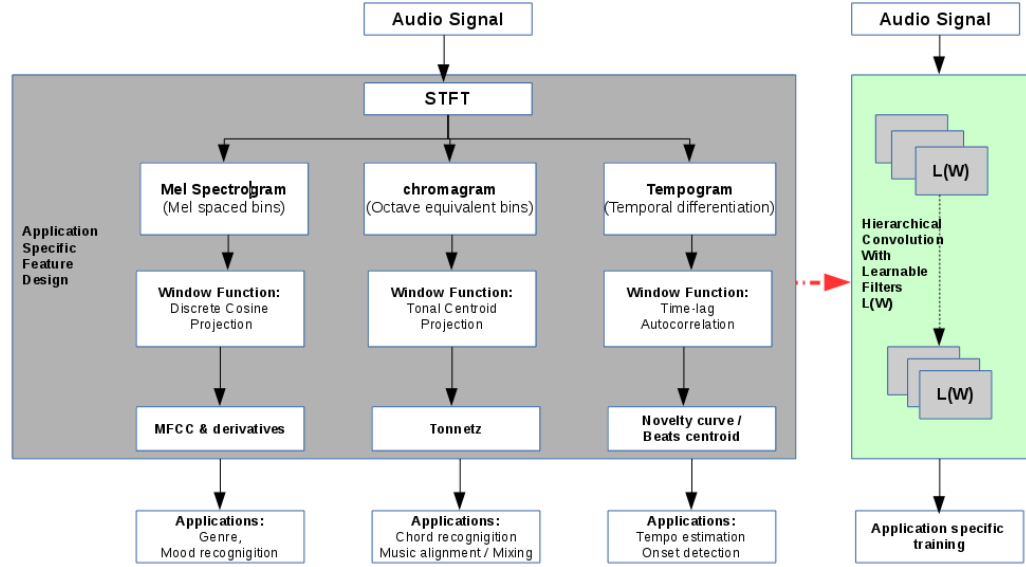 Audio Signal
STFT
Mel Spectrogram
(Mel spaced bins)
chromagram
(Octave equivalent bins)
Tempogram
(Temporal differentiation)
Application
Specific
Feature
Design
Window Function:
Discrete Cosine
Projection
Window Function:
Tonal Centroid
Projection
Window Function:
Time-lag
Autocorrelation
MFCC & derivatives
Tonnetz
Novelty curve /
Beats centroid
Applications:
Genre,
Mood recognigition
Applications:
Chord recognigition
Music alignment / Mixing
Applications:
Tempo estimation
Onset detection
Audio Signal
L(W)
Hierarchical
Convolution
With
Learnable
Filters
L(W)
L(W)
Application specific
training